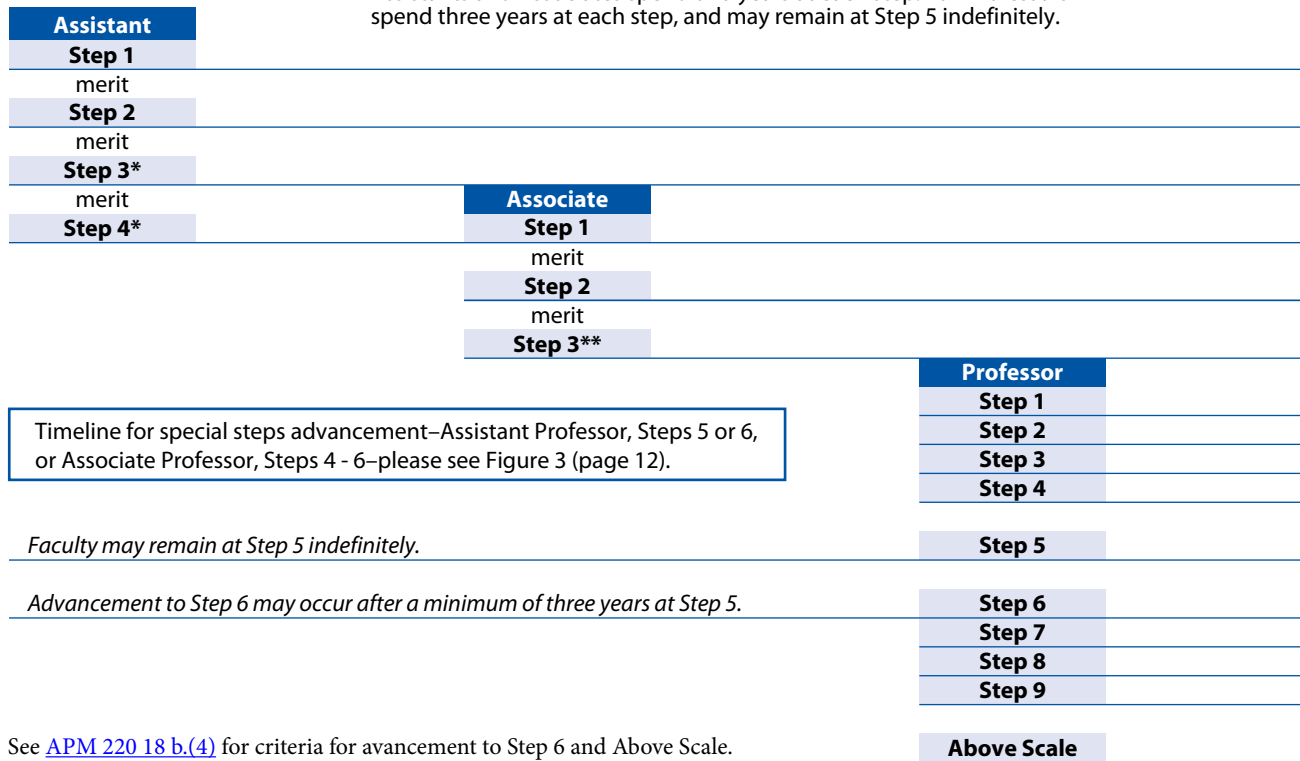 spend three years at each step, and may remain at Step 5 indefinitely.
Assistant
Step 1
merit
Step 2
merit
Step 3*
merit
Step 4*
Associate
Step 1
merit
Step 2
merit
Step 3**
Professor
Step 1
Step 2
Step 3
Step 4
Timeline for special steps advancement–Assistant Professor, Steps 5 or 6,
or Associate Professor, Steps 4 - 6–please see Figure 3 (page 12).
Faculty may remain at Step 5 indefinitely.
Step 5
Advancement to Step 6 may occur after a minimum of three years at Step 5.
Step 6
Step 7
Step 8
Step 9
See APM 220 18 b.(4) for criteria for avancement to Step 6 and Above Scale.
Above Scale